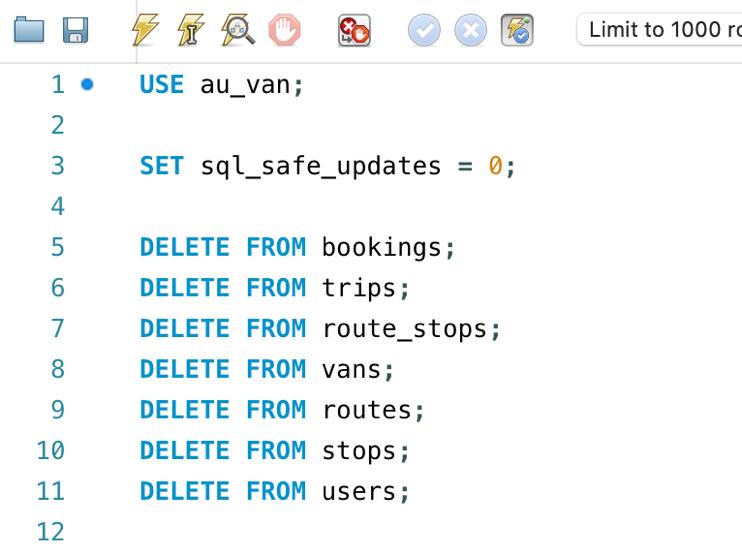 Limit to 1000
1 USE au_van;
2
3 SET sql_safe_updates = 0;
4
5 DELETE FROM bookings;
6 DELETE FROM trips;
7 DELETE FROM route_stops;
8 DELETE FROM vans;
9 DELETE FROM routes;
10 DELETE FROM stops;
11 DELETE FROM users;
12